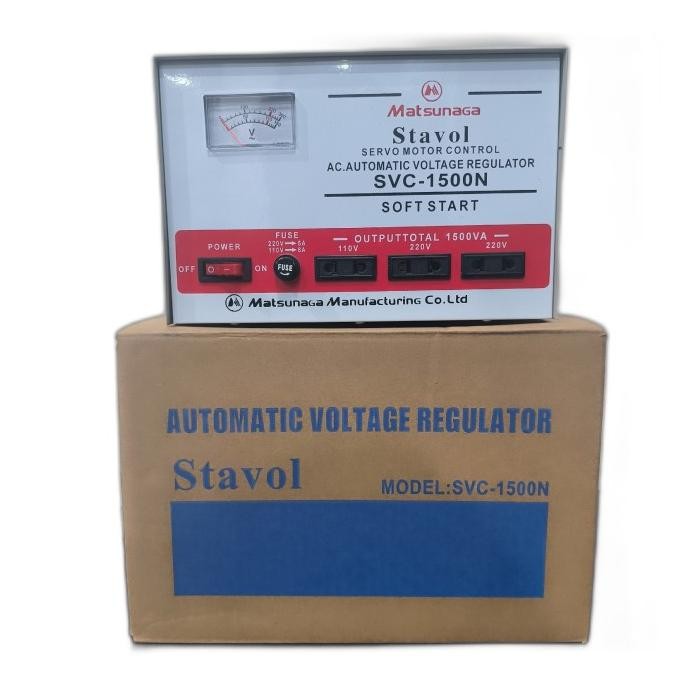 Matsunaga
Stavol
SERVO MOTOR CONTROL
AC.AUTOMATIC VOLTAGE REGULATOR
SVC-1500N
SOFT START
V
POWER
OFF
ON
FUSE
220V→5A
110V→8A
FUSE
OUTPUTTOTAL 1500VA
110V 220V 220V
Matsunaga Manufacturing Co.Ltd
AUTOMATIC VOLTAGE REGULATOR
Stavol
MODEL:SVC-1500N